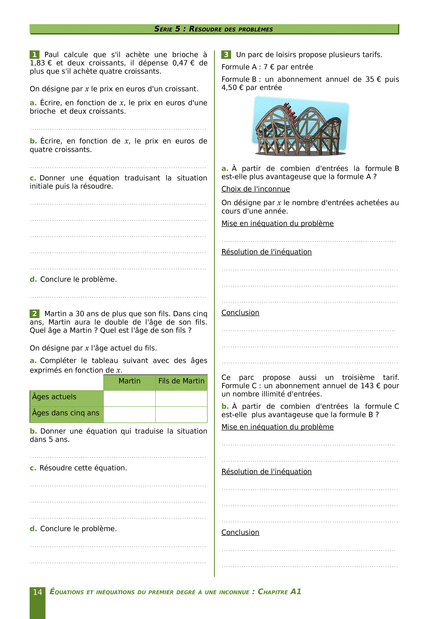 SÉRIE 5 : RÉSOUDRE DES PROBLÈMES
1 Paul calcule que s'il achète une brioche à
1,83 € et deux croissants, il dépense 0,47 € de
plus que s'il achète quatre croissants.
On désigne par x le prix en euros d'un croissant.
a. Écrire, en fonction de x, le prix en euros d'une
brioche et deux croissants.
b. Écrire, en fonction de x, le prix en euros de
quatre croissants.
c. Donner une équation traduisant la situation
initiale puis la résoudre.
d. Conclure le problème.
2 Martin a 30 ans de plus que son fils. Dans cinq
ans, Martin aura le double de l'âge de son fils.
Quel âge a Martin ? Quel est l'âge de son fils ?
On désigne par x l'âge actuel du fils.
a. Compléter le tableau suivant avec des âges
exprimés en fonction de x.
Martin Fils de Martin
Âges actuels
Âges dans cinq ans
b. Donner une équation qui traduise la situation
dans 5 ans.
c. Résoudre cette équation.
d. Conclure le problème.
3 Un parc de loisirs propose plusieurs tarifs.
Formule A : 7 € par entrée
Formule B : un abonnement annuel de 35 € puis
4,50 € par entrée
a. À partir de combien d'entrées la formule B
est-elle plus avantageuse que la formule A ?
Choix de l'inconnue
On désigne par x le nombre d'entrées achetées au
cours d'une année.
Mise en inéquation du problème
Résolution de l'inéquation
Conclusion
Ce parc propose aussi un troisième tarif.
Formule C : un abonnement annuel de 143 € pour
un nombre illimité d'entrées.
b. À partir de combien d'entrées la formule C
est-elle plus avantageuse que la formule B ?
Mise en inéquation du problème
Résolution de l'inéquation
Conclusion
14 ÉQUATIONS ET INÉQUATIONS DU PREMIER DEGRÉ À UNE INCONNUE : CHAPITRE A1